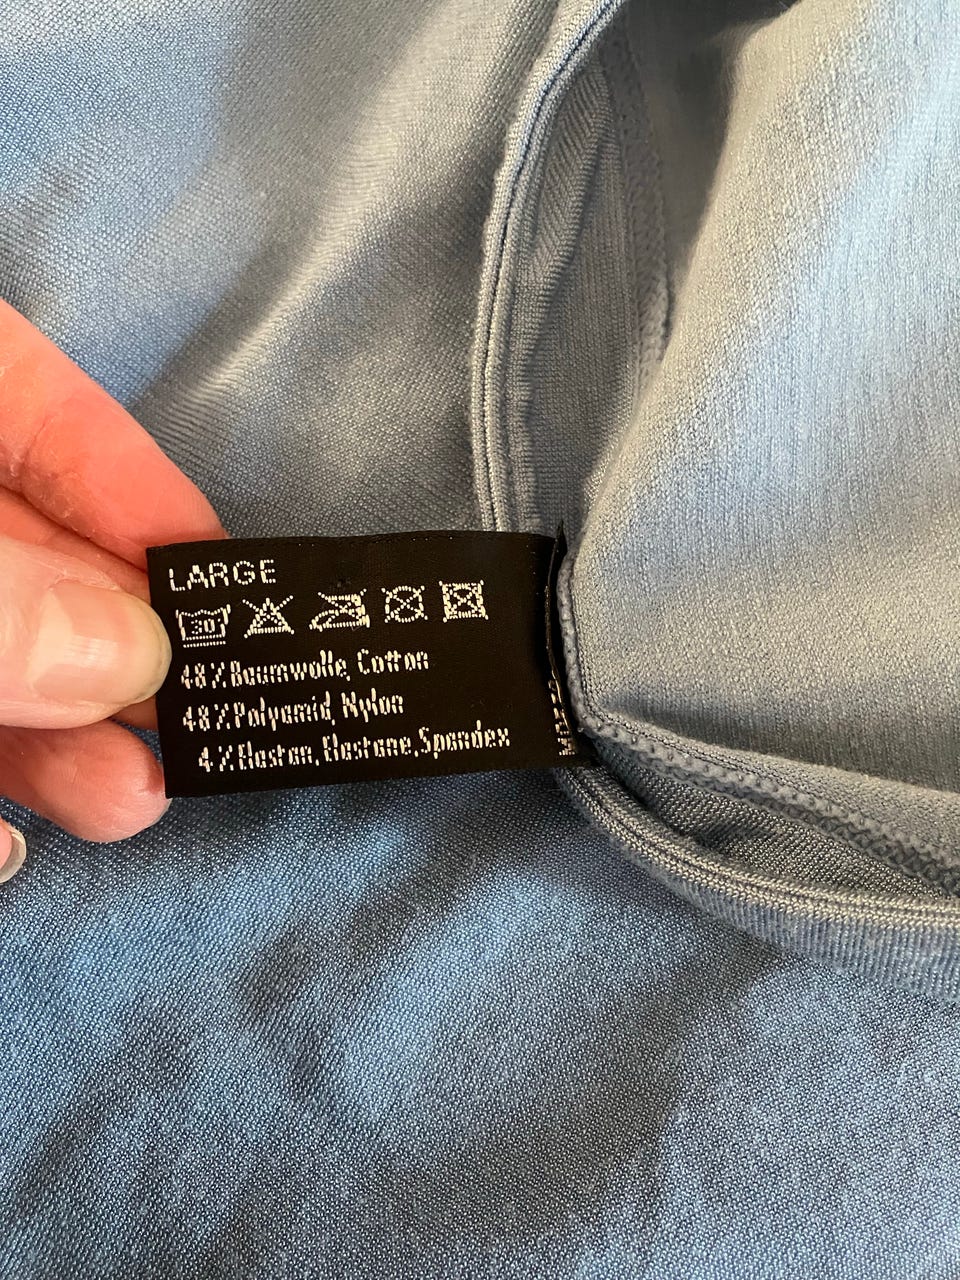 LARGE
30
48% Baumwolle, Cotton
48% Polyamid, Nylon
4% Elastan, Elastane, Spandex